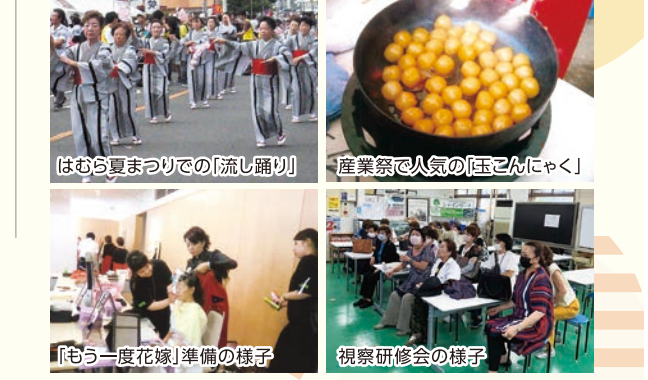 はむら夏まつりでの「流し踊り」
産業祭で人気の「玉こんにゃく」
「もう一度花嫁」準備の様子
視察研修会の様子